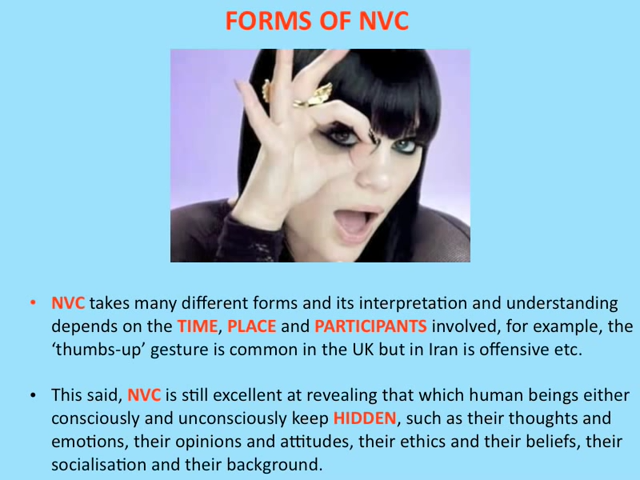 FORMS OF NVC
• NVC takes many different forms and its interpretation and understanding
depends on the TIME, PLACE and PARTICIPANTS involved, for example, the
‘thumbs-up’ gesture is common in the UK but in Iran is offensive etc.
• This said, NVC is still excellent at revealing that which human beings either
consciously and unconsciously keep HIDDEN, such as their thoughts and
emotions, their opinions and attitudes, their ethics and their beliefs, their
socialisation and their background.